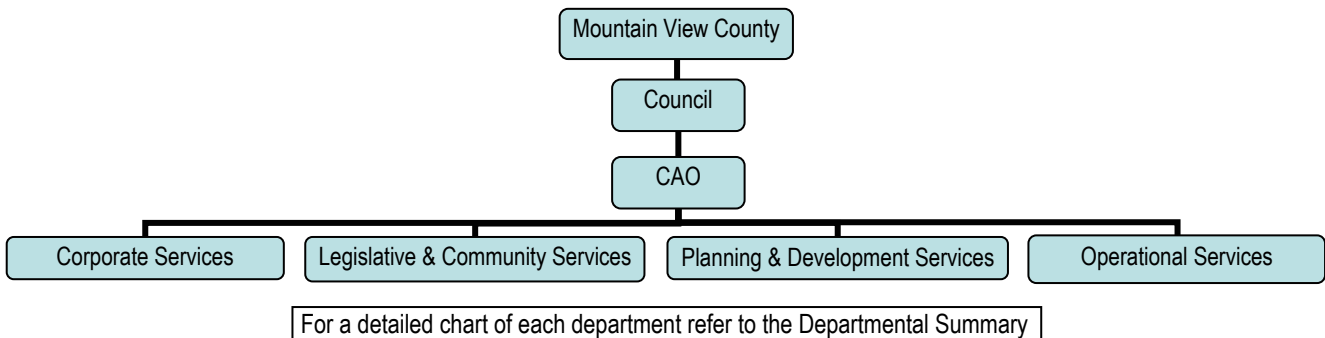 Mountain View County
Council
CAO
Corporate Services
Legislative & Community Services
Planning & Development Services
Operational Services
For a detailed chart of each department refer to the Departmental Summary